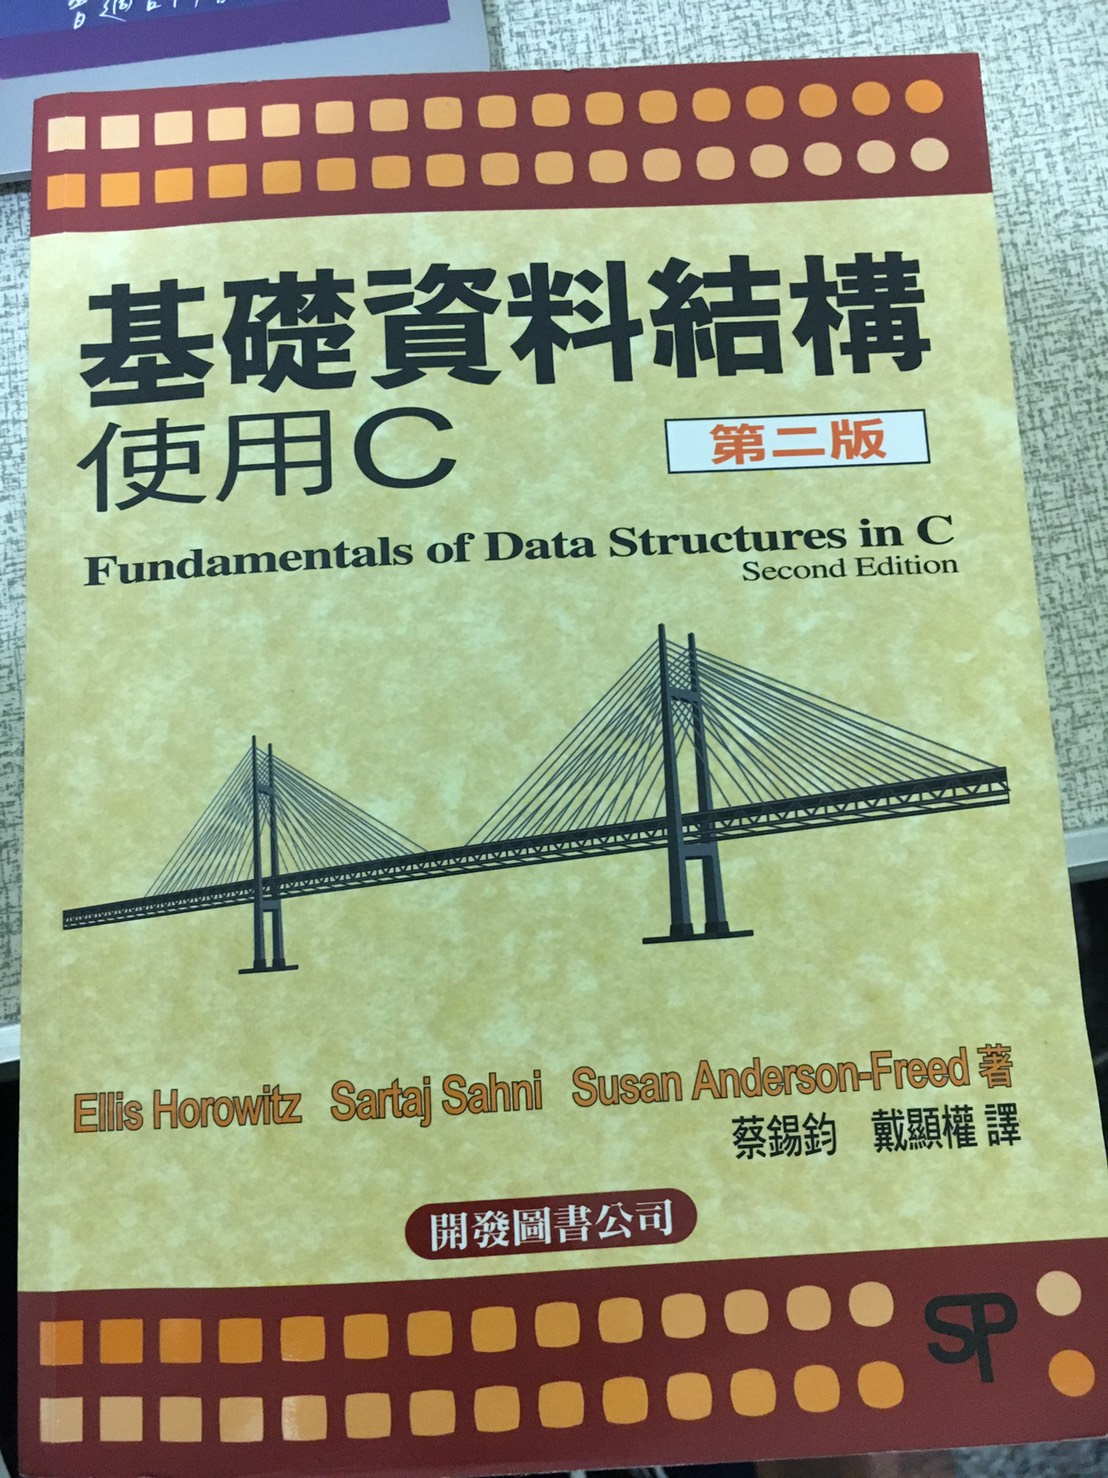 基礎資料結構
使用C
第二版
Fundamentals of Data Structures in C
Second Edition
Ellis Horowitz Sartaj Sahni Susan Anderson-Freed 著
蔡錫鈞 戴顯權 譯
開發圖書公司
SP